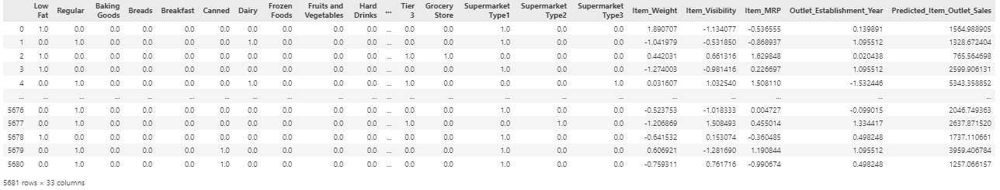 Low Fat Regular Baking Goods Breads Breakfast Canned Dairy Frozen Foods Fruits and Vegetables Hard Drinks ... Tier 3 Grocery Store Supermarket Type1 Supermarket Type2 Supermarket Type3 Item_Weight Item_Visibility Item_MRP Outlet_Establishment_Year Predicted_Item_Outlet_Sales
0 1.0 0.0 0.0 0.0 0.0 0.0 0.0 0.0 0.0 0.0 ... 0.0 0.0 1.0 0.0 0.0 1.890707 -1.134077 -0.536555 0.139891 1564.988905
1 0.0 1.0 0.0 0.0 0.0 0.0 1.0 0.0 0.0 0.0 ... 0.0 0.0 1.0 0.0 0.0 -1.041979 -0.531850 -0.868937 1.095512 1328.672404
2 1.0 0.0 0.0 0.0 0.0 0.0 0.0 0.0 0.0 0.0 ... 1.0 1.0 0.0 0.0 0.0 0.442031 0.661316 1.629848 0.020438 765.564698
3 1.0 0.0 0.0 0.0 0.0 0.0 0.0 0.0 0.0 0.0 ... 0.0 0.0 1.0 0.0 0.0 -1.274003 -0.981416 0.226697 1.095512 2599.906131
4 0.0 1.0 0.0 0.0 0.0 0.0 1.0 0.0 0.0 0.0 ... 1.0 0.0 0.0 0.0 1.0 0.031607 1.032540 1.508110 -1.532446 5343.358852
... ... ... ... ... ... ... ... ... ... ... ... ... ... ... ... ... ... ... ... ... ...
5676 0.0 1.0 0.0 0.0 0.0 0.0 0.0 0.0 0.0 0.0 ... 0.0 0.0 1.0 0.0 0.0 -0.523753 -1.018333 0.004727 -0.099015 2046.749363
5677 0.0 1.0 0.0 0.0 0.0 0.0 0.0 0.0 0.0 0.0 ... 1.0 0.0 0.0 1.0 0.0 -1.206869 1.508493 0.455014 1.334417 2637.871520
5678 1.0 0.0 0.0 0.0 0.0 0.0 0.0 0.0 0.0 0.0 ... 0.0 0.0 1.0 0.0 0.0 -0.641532 0.153074 -0.360485 0.498248 1737.110661
5679 0.0 1.0 0.0 0.0 0.0 1.0 0.0 0.0 0.0 0.0 ... 0.0 0.0 1.0 0.0 0.0 0.606921 -1.281690 1.190844 1.095512 3959.406784
5680 0.0 1.0 0.0 0.0 0.0 1.0 0.0 0.0 0.0 0.0 ... 0.0 0.0 1.0 0.0 0.0 -0.759311 0.761716 -0.990674 0.498248 1257.066157
5681 rows × 33 columns